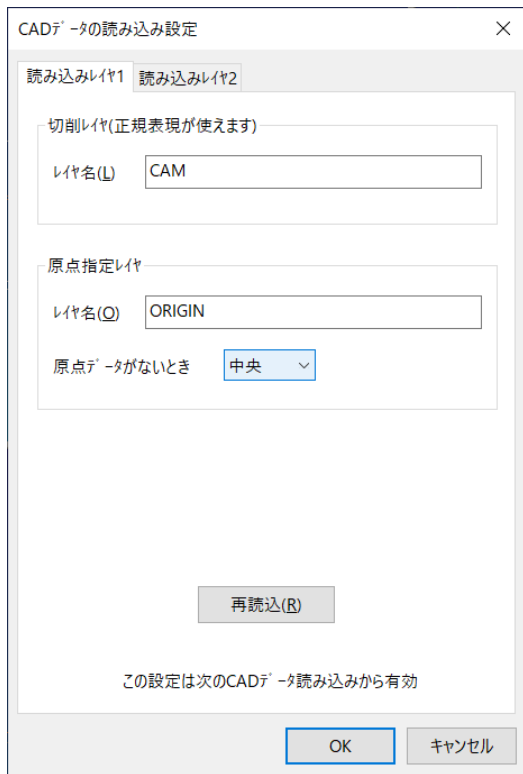 CADﾃﾞｰﾀの読み込み設定
読み込みﾚｲﾔ1 読み込みﾚｲﾔ2
切削ﾚｲﾔ(正規表現が使えます)
ﾚｲﾔ名(L) CAM
原点指定ﾚｲﾔ
ﾚｲﾔ名(O) ORIGIN
原点ﾃﾞｰﾀがないとき 中央
再読込(R)
この設定は次のCADﾃﾞｰﾀ読み込みから有効
OK キャンセル